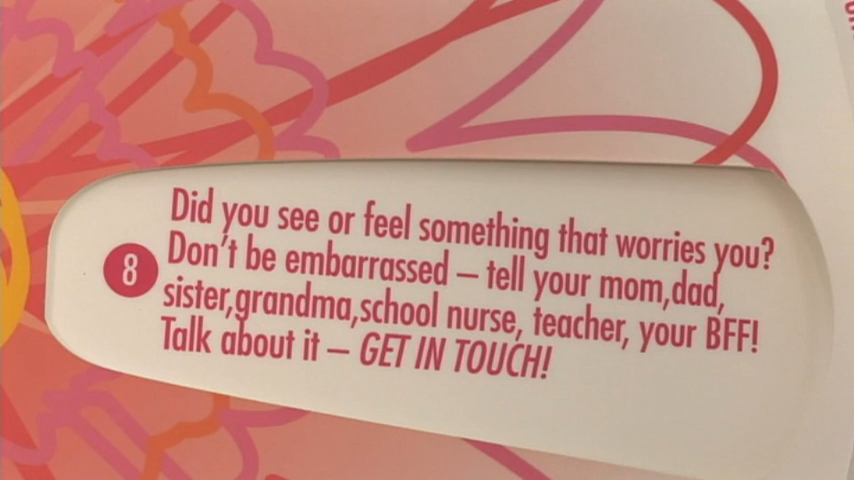 8
Did you see or feel something that worries you?
Don't be embarrassed – tell your mom,dad,
sister,grandma,school nurse, teacher, your BFF!
Talk about it – GET IN TOUCH!